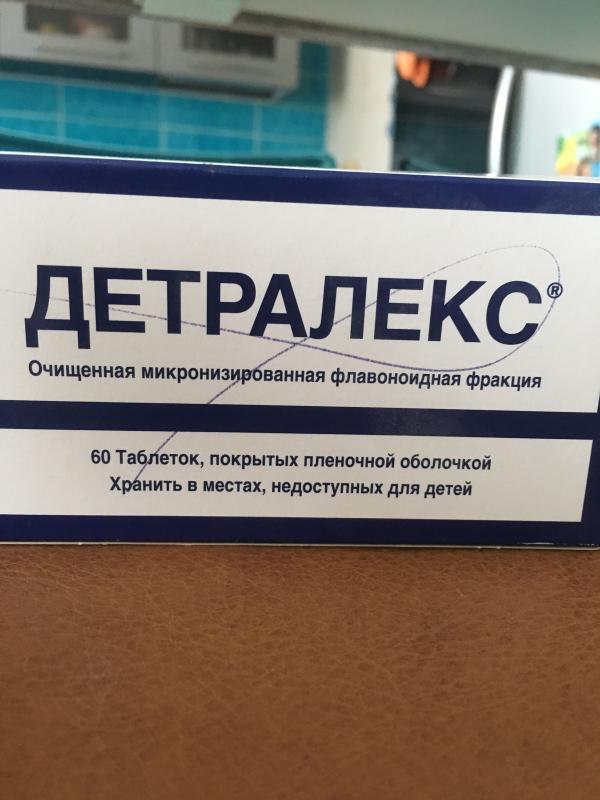 ДЕТРАЛЕКС®
Очищенная микронизированная флавоноидная фракция
60 Таблеток, покрытых пленочной оболочкой
Хранить в местах, недоступных для детей